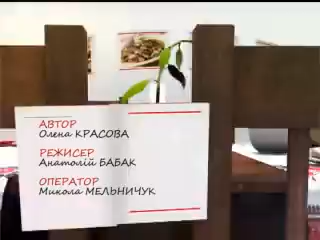 АВТОР
Олена КРАСОВА
РЕЖИСЕР
Анатолій БАБАК
ОПЕРАТОР
Микола МЕЛЬНИЧУК